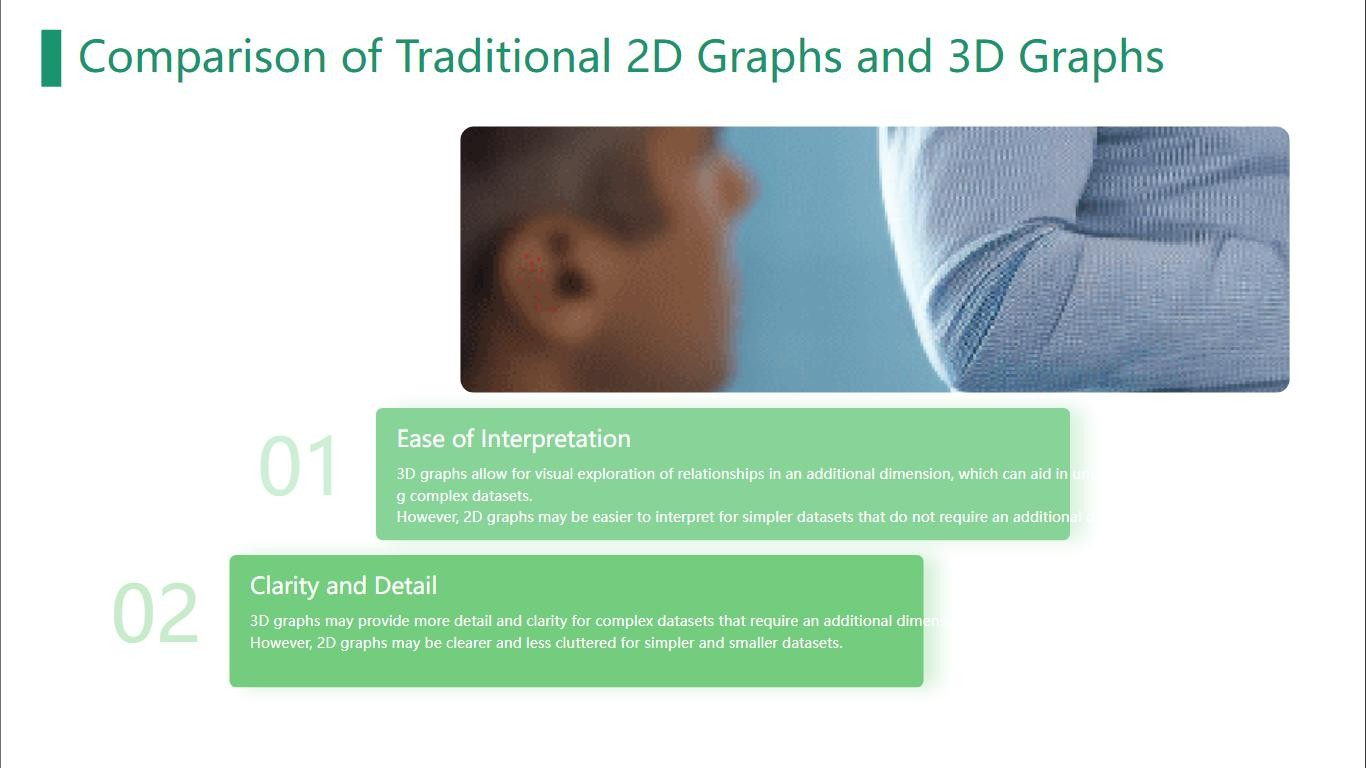 Comparison of Traditional 2D Graphs and 3D Graphs
01
Ease of Interpretation
3D graphs allow for visual exploration of relationships in an additional dimension, which can aid in
g complex datasets.
However, 2D graphs may be easier to interpret for simpler datasets that do not require an additional
02
Clarity and Detail
3D graphs may provide more detail and clarity for complex datasets that require an additional
However, 2D graphs may be clearer and less cluttered for simpler and smaller datasets.